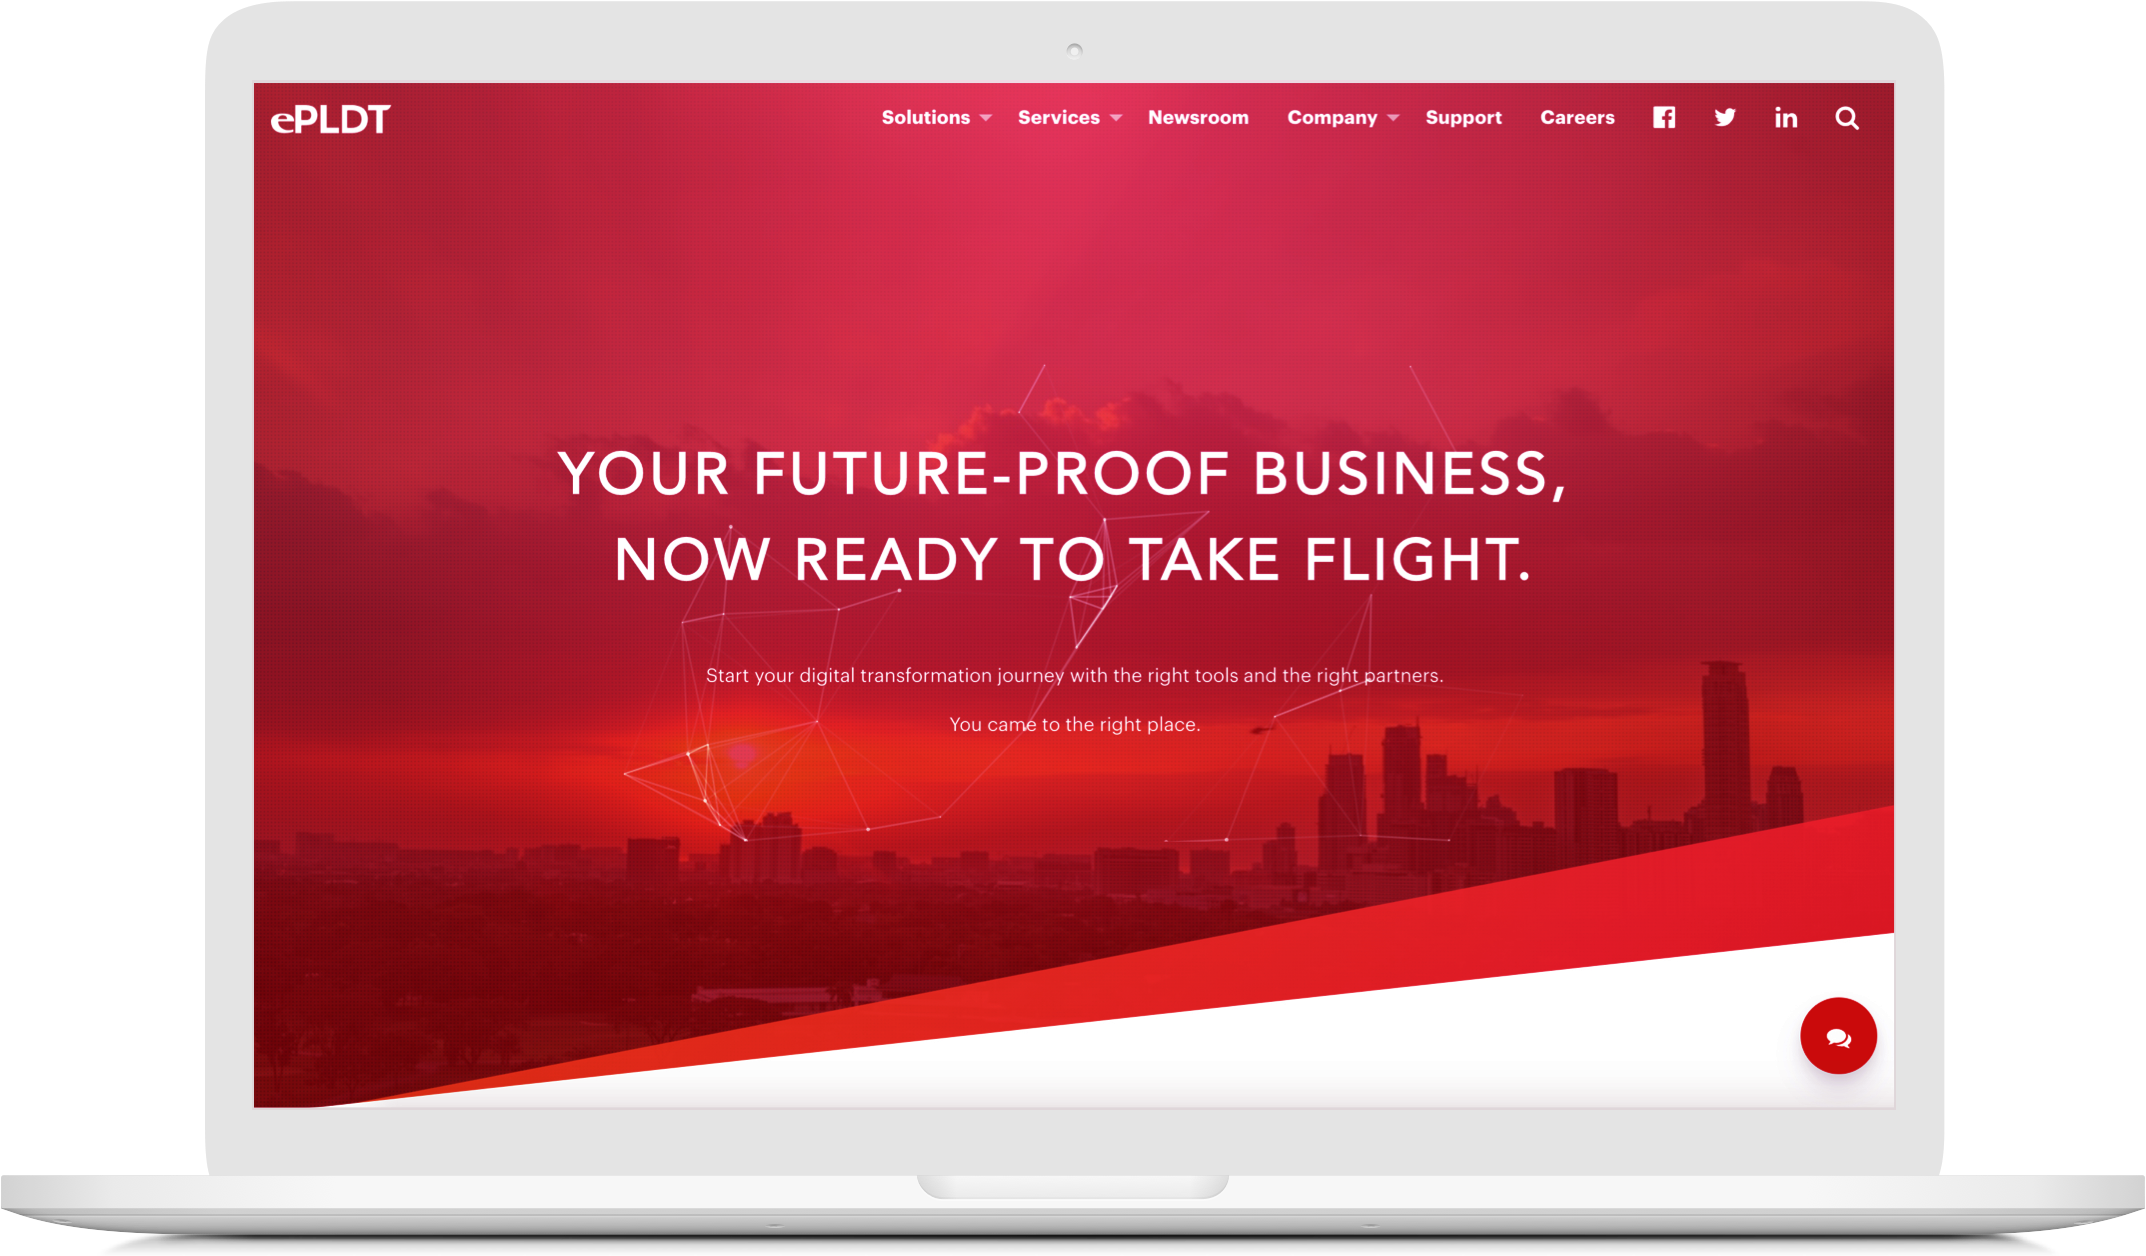 ePLDT
Solutions Services Newsroom Company Support Careers
YOUR FUTURE-PROOF BUSINESS,
NOW READY TO TAKE FLIGHT.
Start your digital transformation journey with the right tools and the right partners.
You came to the right place.